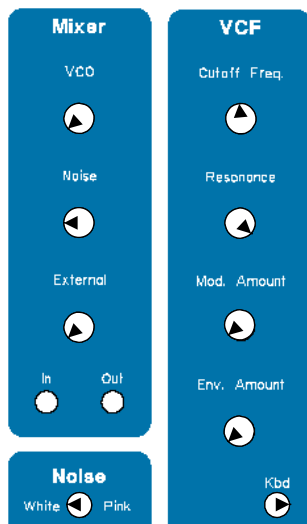 Mixer
VCO
Noise
External
In Out
Noise
White Pink
VCF
Cutoff Freq.
Resonance
Mod. Amount
Env. Amount
Kbd